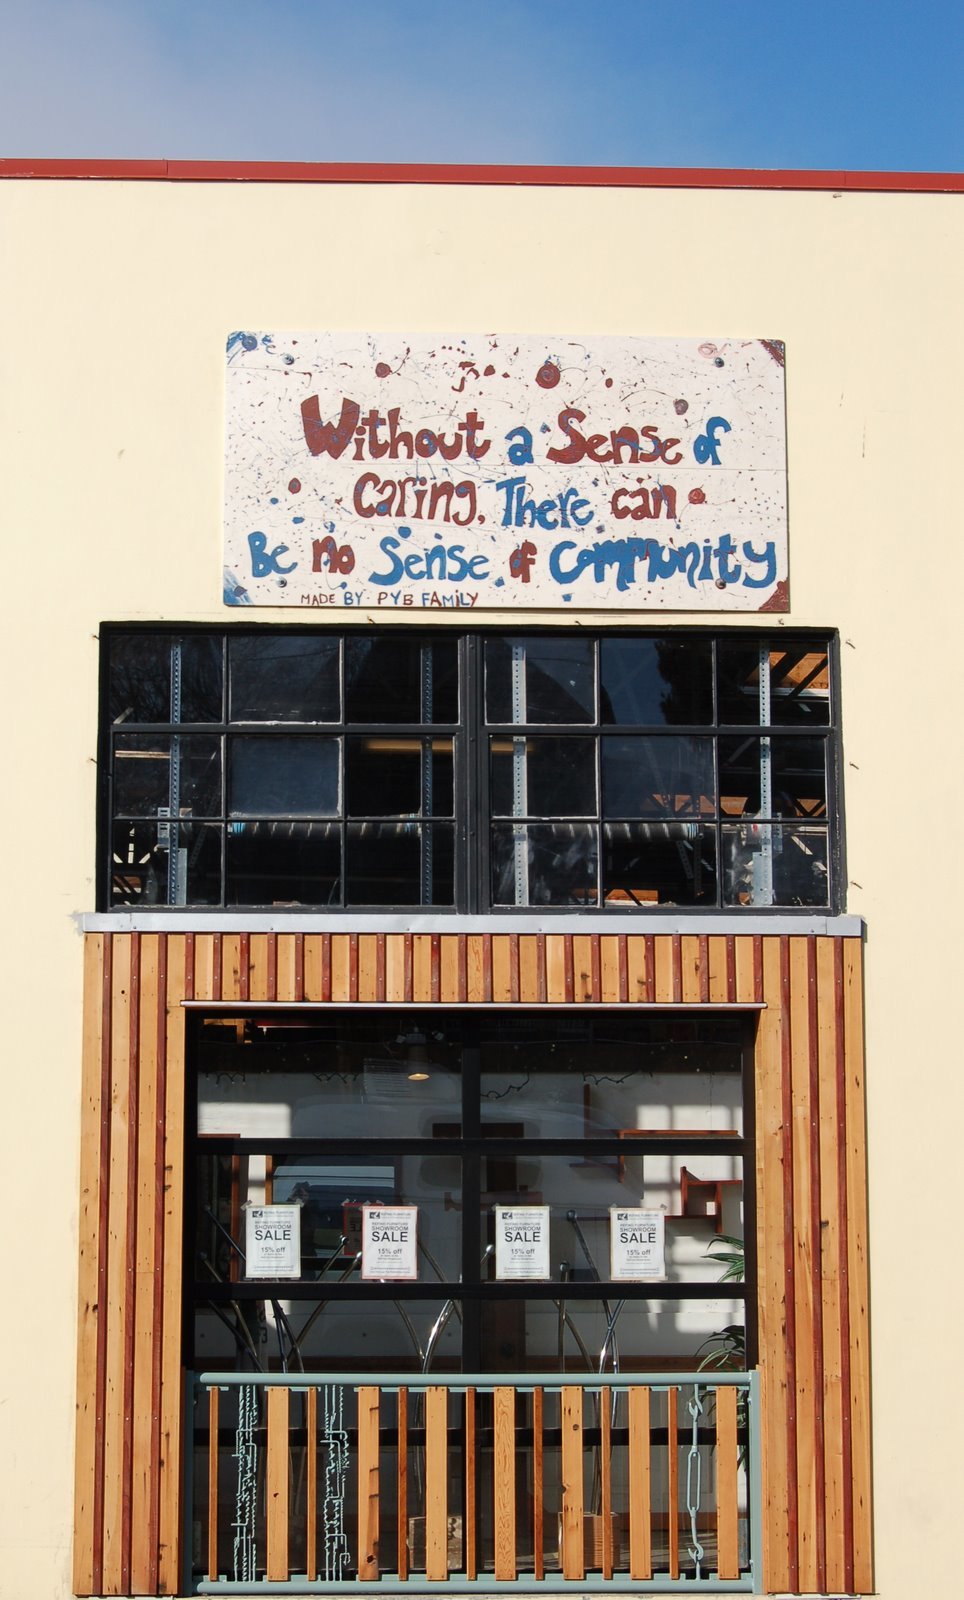 Without a Sense of
Caring, There can
Be no Sense of Community
MADE BY PYB FAMILY
SHOWROOM
SALE
15% off
SHOWROOM
SALE
15% off
SHOWROOM
SALE
15% off
SHOWROOM
SALE
15% off